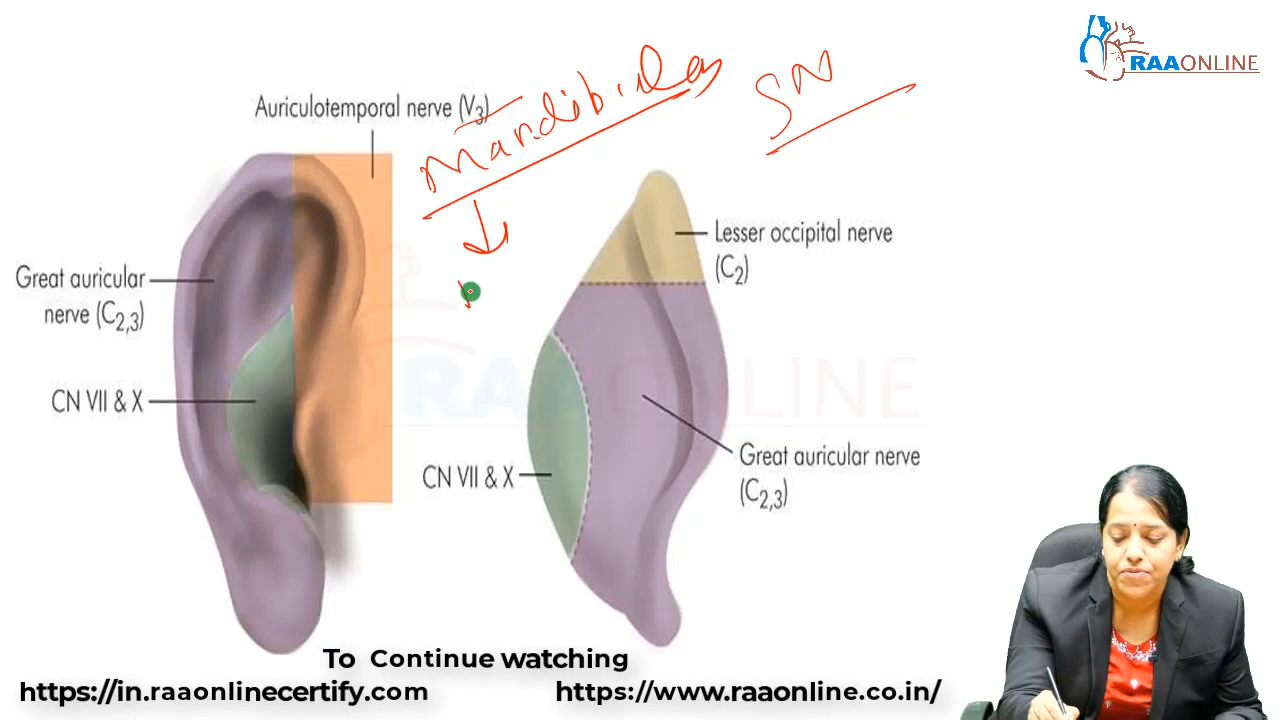 RAAONLINE
Auriculotemporal nerve (V3)
mandibular
SN
Great auricular
nerve (C2,3)
CN VII & X
Lesser occipital nerve
(C2)
RAAONLINE
CN VII & X
Great auricular nerve
(C2,3)
To Continue watching
https://in.raaonlinecertify.com
https://www.raaonline.co.in/